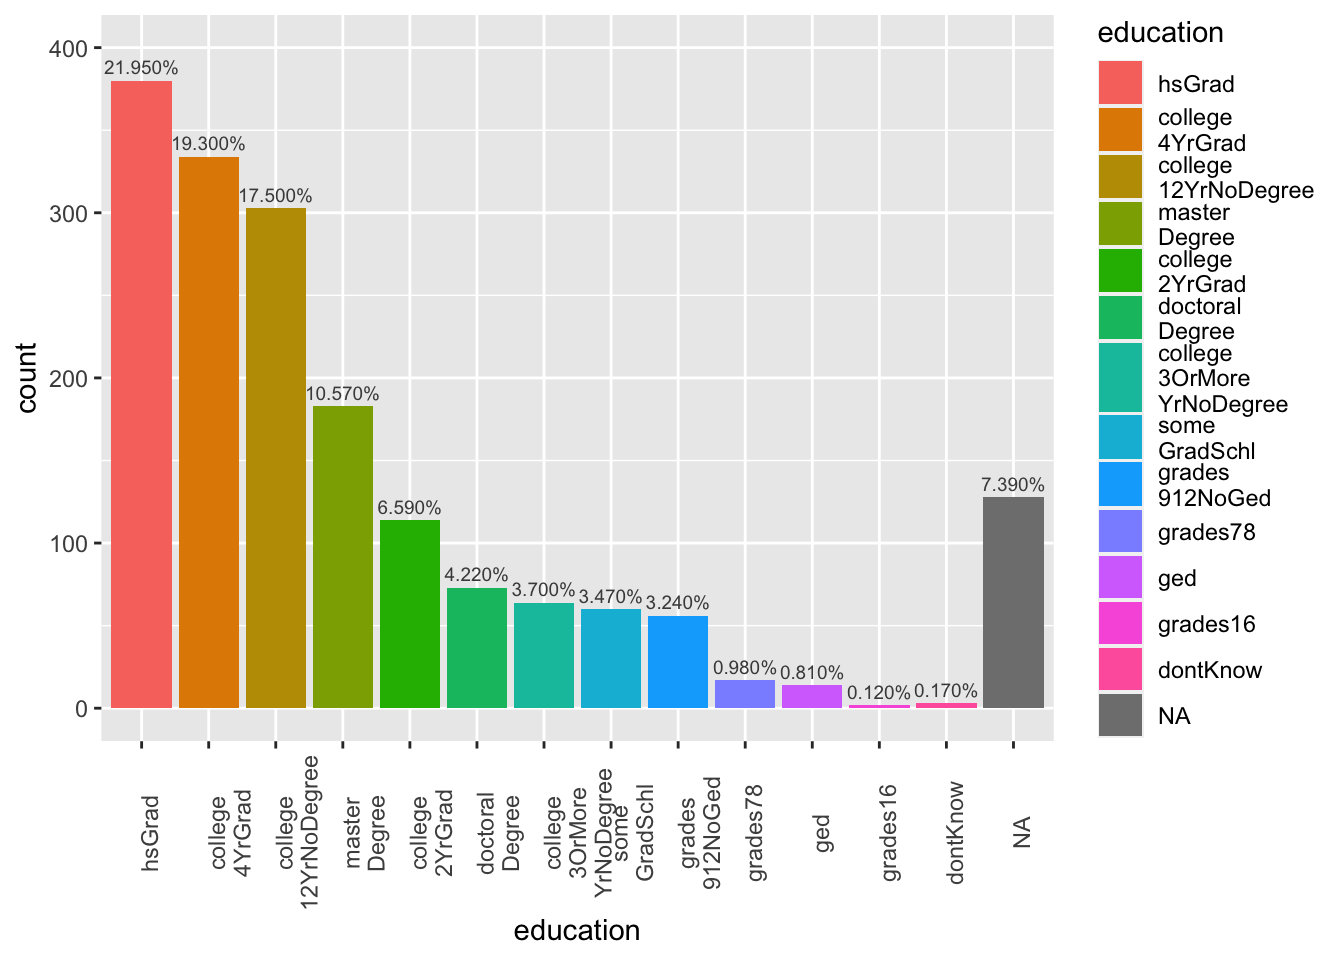 education
400
300
200
100
0
count
21.950%
19.300%
17.500%
10.570%
6.590%
4.220%
3.700%
3.470%
3.240%
0.980%
0.810%
0.120%
0.170%
7.390%
hsGrad
college
4YrGrad
college
12YrNoDegree
master
Degree
college
2YrGrad
doctoral
Degree
college
3OrMore
YrNoDegree
some
GradSchl
grades
912NoGed
grades78
ged
grades16
dontKnow
NA
education
hsGrad
college
4YrGrad
college
12YrNoDegree
master
Degree
college
2YrGrad
doctoral
Degree
college
3OrMore
YrNoDegree
some
GradSchl
grades
912NoGed
grades78
ged
grades16
dontKnow
NA